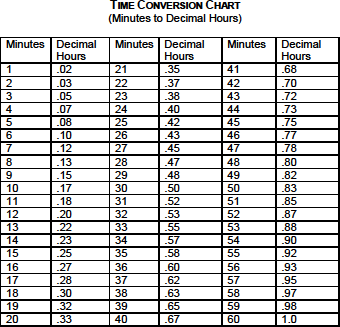 TIME CONVERSION CHART
(Minutes to Decimal Hours)
Minutes Decimal Hours Minutes Decimal Hours Minutes Decimal Hours
1 .02 21 .35 41 .68
2 .03 22 .37 42 .70
3 .05 23 .38 43 .72
4 .07 24 .40 44 .73
5 .08 25 .42 45 .75
6 .10 26 .43 46 .77
7 .12 27 .45 47 .78
8 .13 28 .47 48 .80
9 .15 29 .48 49 .82
10 .17 30 .50 50 .83
11 .18 31 .52 51 .85
12 .20 32 .53 52 .87
13 .22 33 .55 53 .88
14 .23 34 .57 54 .90
15 .25 35 .58 55 .92
16 .27 36 .60 56 .93
17 .28 37 .62 57 .95
18 .30 38 .63 58 .97
19 .32 39 .65 59 .98
20 .33 40 .67 60 1.0